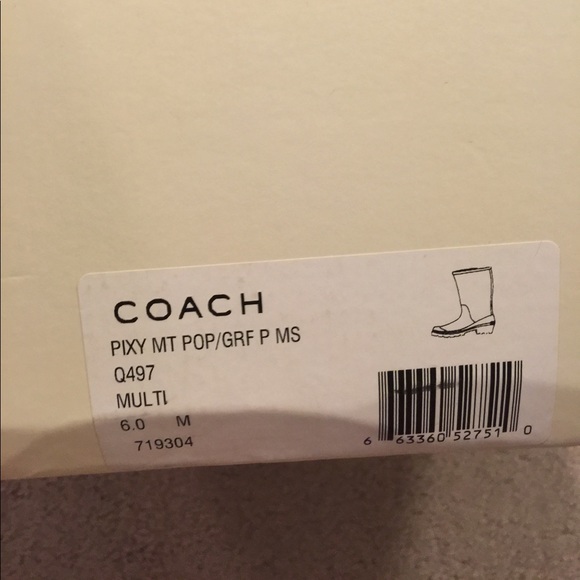 COACH
PIXY MT POP/GRF P MS
Q497
MULTI
6.0 M
719304
6 63360 52751 0